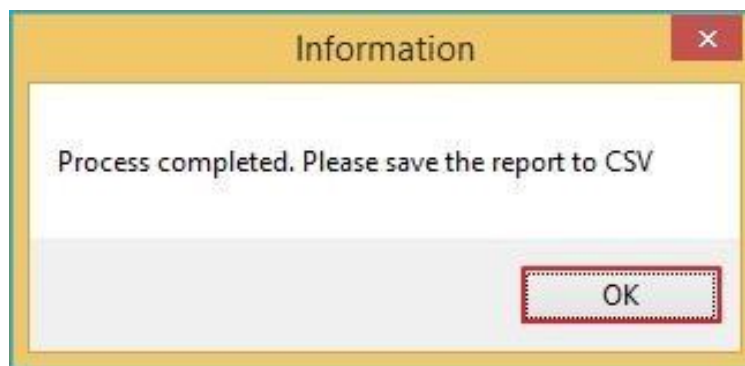 Information
Process completed. Please save the report to CSV
OK